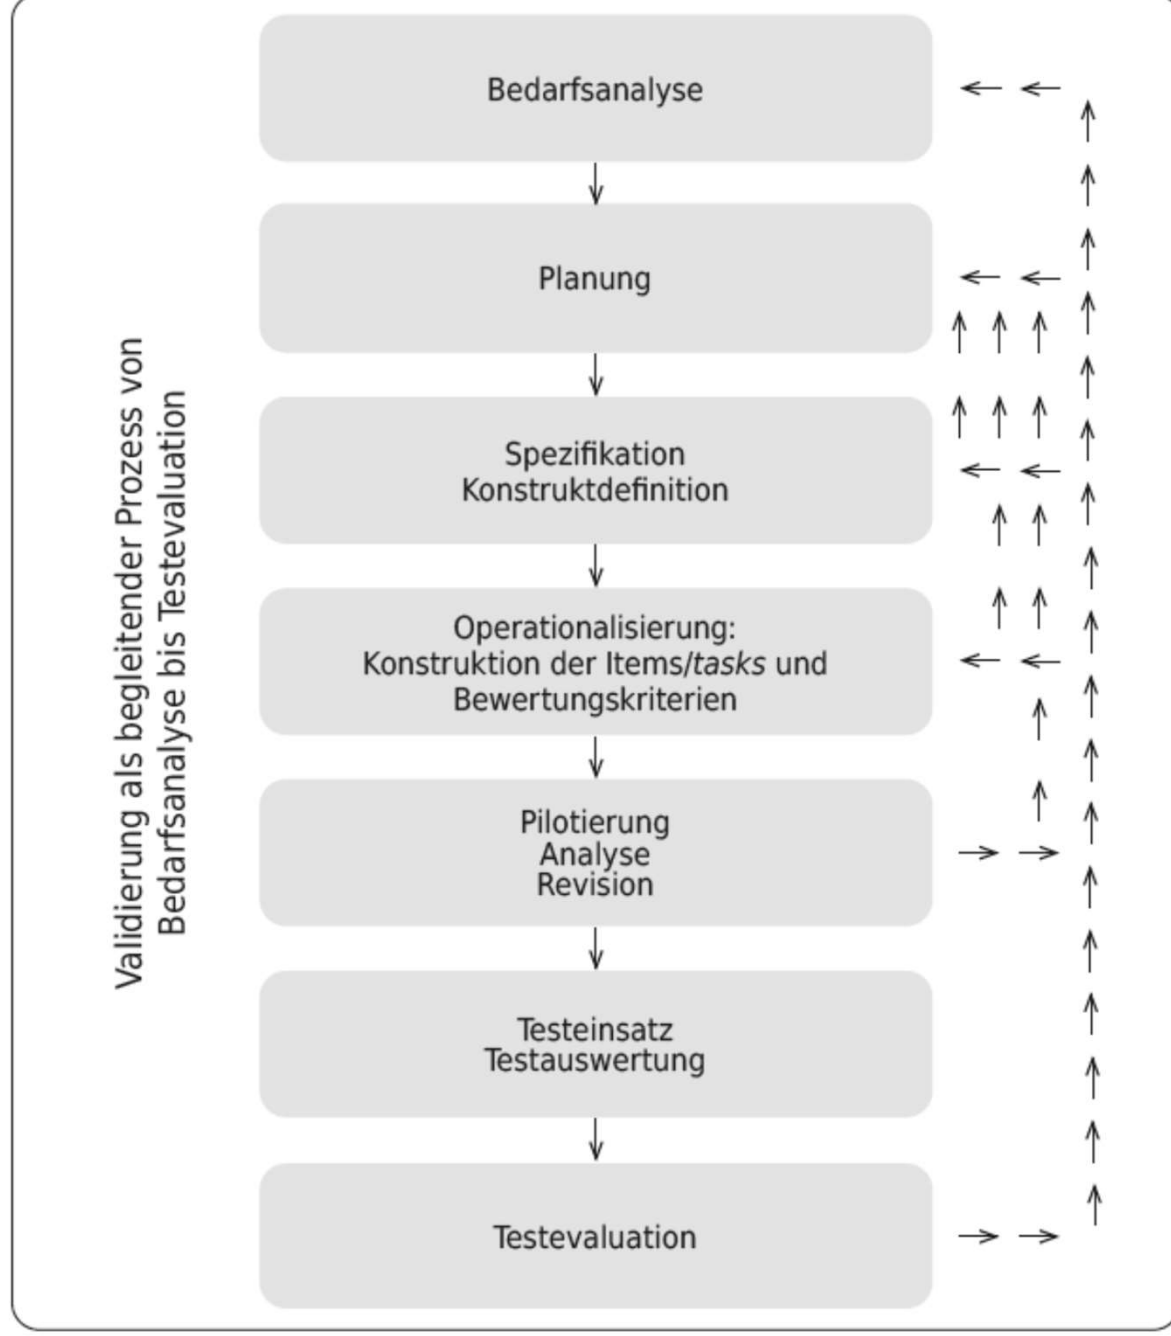 Bedarfsanalyse
Planung
Spezifikation
Konstruktdefinition
Operationalisierung:
Konstruktion der Items/tasks und
Bewertungskriterien
Pilotierung
Analyse
Revision
Testeinsatz
Testauswertung
Testevaluation
Validierung als begleitender Prozess von
Bedarfsanalyse bis Testevaluation